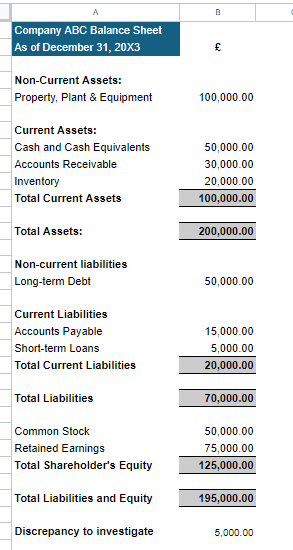 A B
Company ABC Balance Sheet
As of December 31, 20X3 £
Non-Current Assets:
Property, Plant & Equipment 100,000.00
Current Assets:
Cash and Cash Equivalents 50,000.00
Accounts Receivable 30,000.00
Inventory 20,000.00
Total Current Assets 100,000.00
Total Assets: 200,000.00
Non-current liabilities
Long-term Debt 50,000.00
Current Liabilities
Accounts Payable 15,000.00
Short-term Loans 5,000.00
Total Current Liabilities 20,000.00
Total Liabilities 70,000.00
Common Stock 50,000.00
Retained Earnings 75,000.00
Total Shareholder's Equity 125,000.00
Total Liabilities and Equity 195,000.00
Discrepancy to investigate 5,000.00